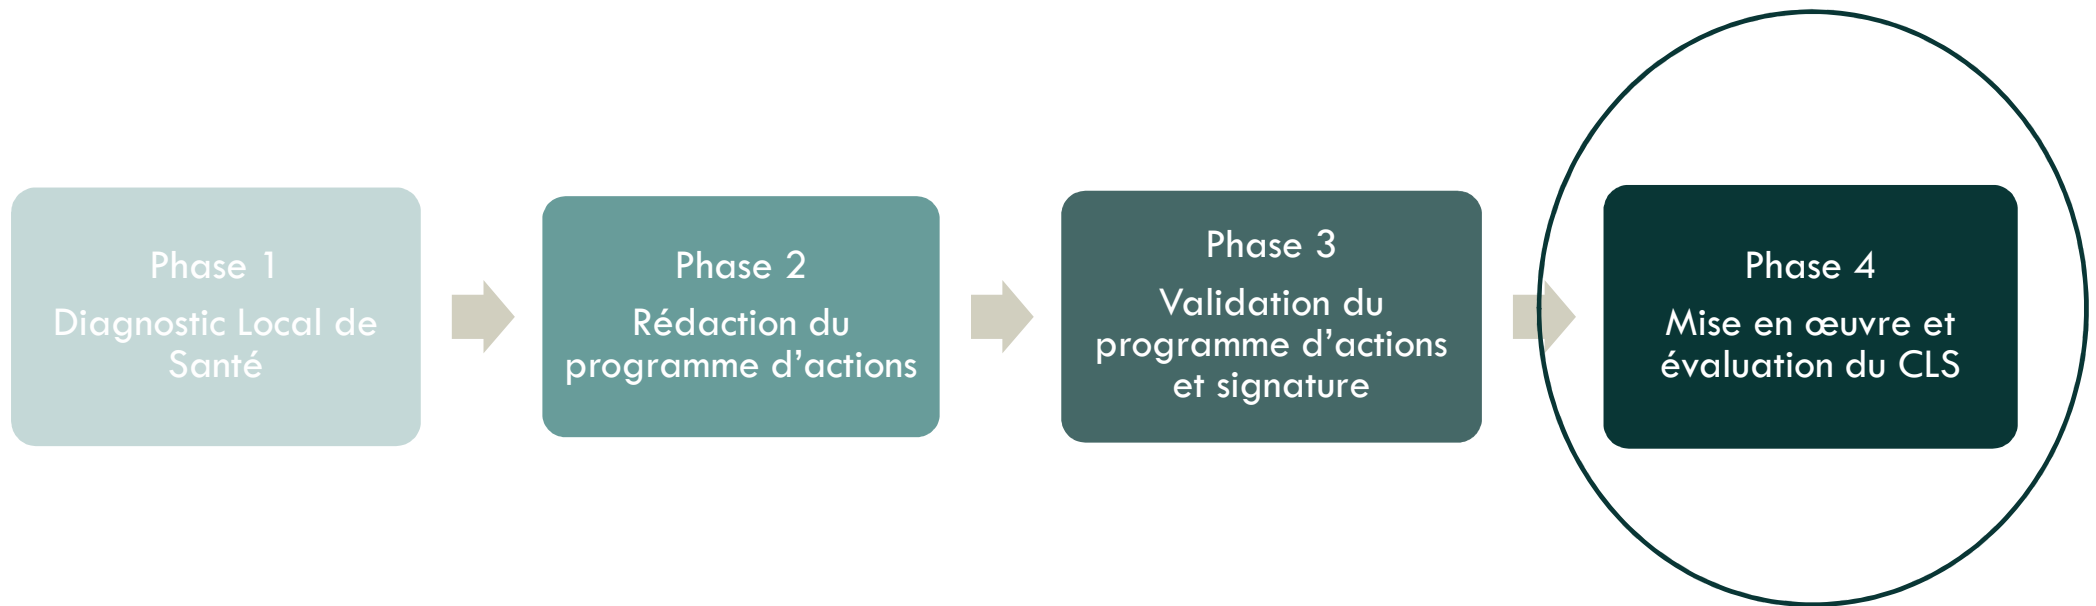 Phase 1
Diagnostic Local de
Santé
Phase 2
Rédaction du
programme d’actions
Phase 3
Validation du
programme d’actions
et signature
Phase 4
Mise en œuvre et
évaluation du CLS